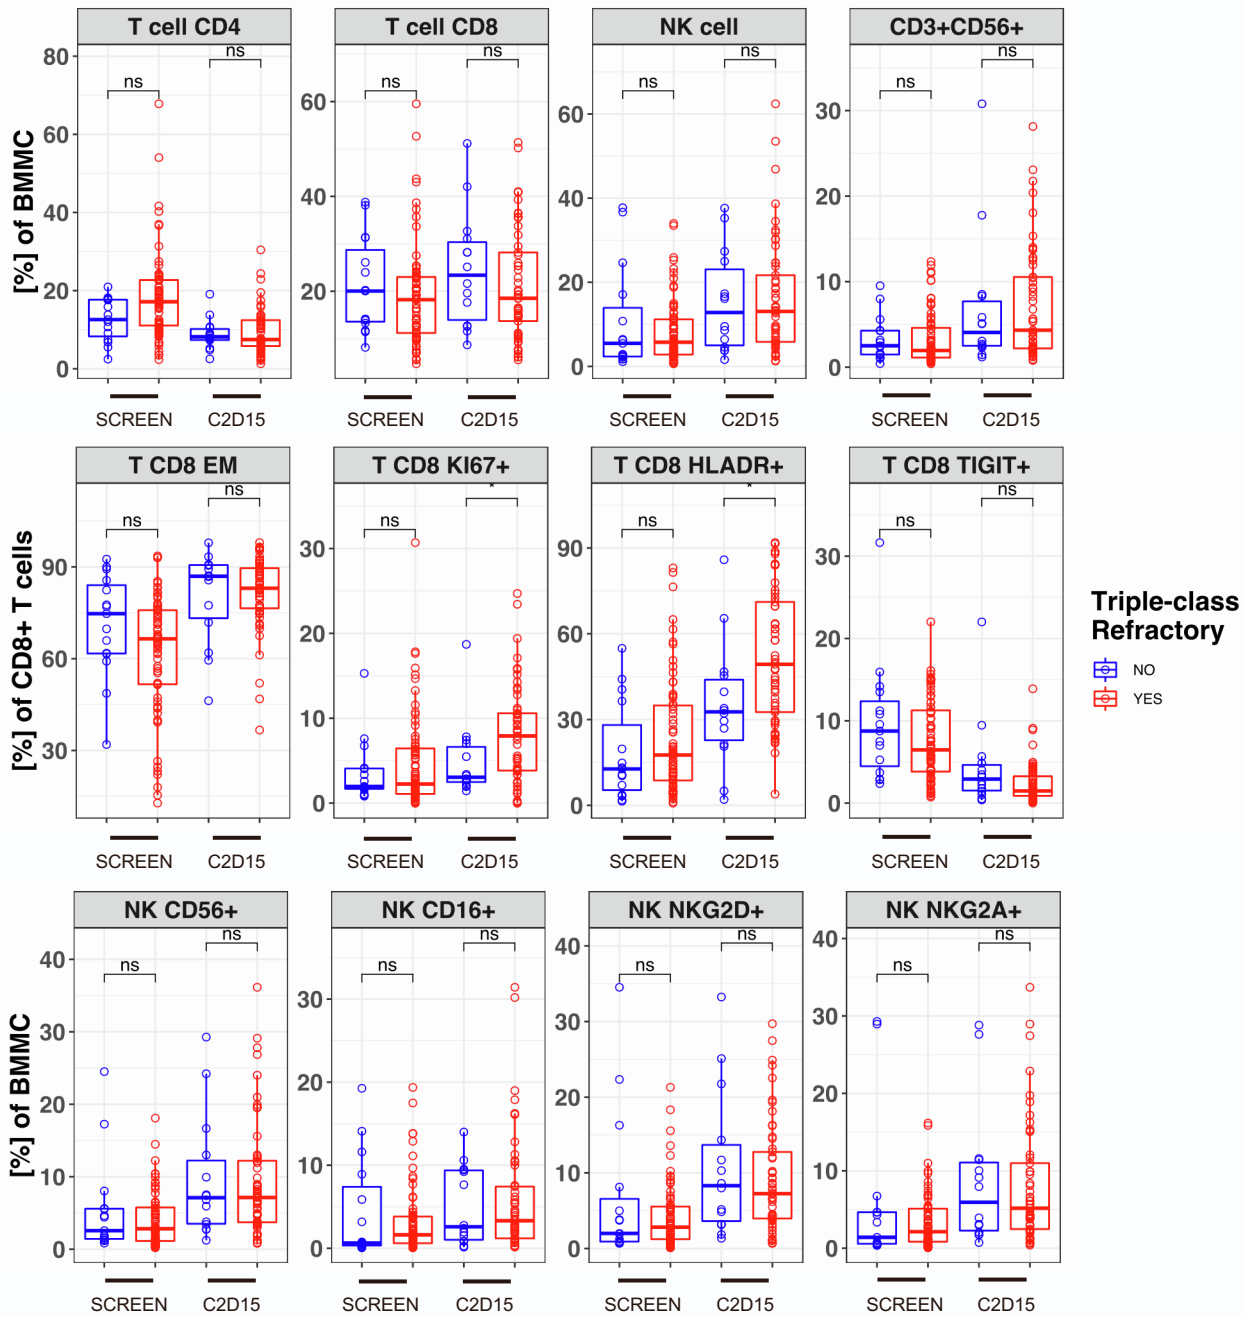 T cell CD4 T cell CD8 NK cell CD3+CD56+
[%] of BMMC
80
60
40
20
0
ns ns
60
40
20
ns ns
60
40
20
0
ns ns
30
20
10
0
ns ns
SCREEN C2D15 SCREEN C2D15 SCREEN C2D15 SCREEN C2D15
T CD8 EM T CD8 KI67+ T CD8 HLADR+ T CD8 TIGIT+
[%] of CD8+ T cells
90
60
30
ns ns
30
20
10
0
ns *
90
60
30
0
ns *
30
20
10
0
ns ns
SCREEN C2D15 SCREEN C2D15 SCREEN C2D15 SCREEN C2D15
Triple-class
Refractory
NO
YES
NK CD56+ NK CD16+ NK NKG2D+ NK NKG2A+
[%] of BMMC
40
30
20
10
0
ns ns
30
20
10
0
ns ns
40
30
20
10
0
ns ns
40
30
20
10
0
ns ns
SCREEN C2D15 SCREEN C2D15 SCREEN C2D15 SCREEN C2D15